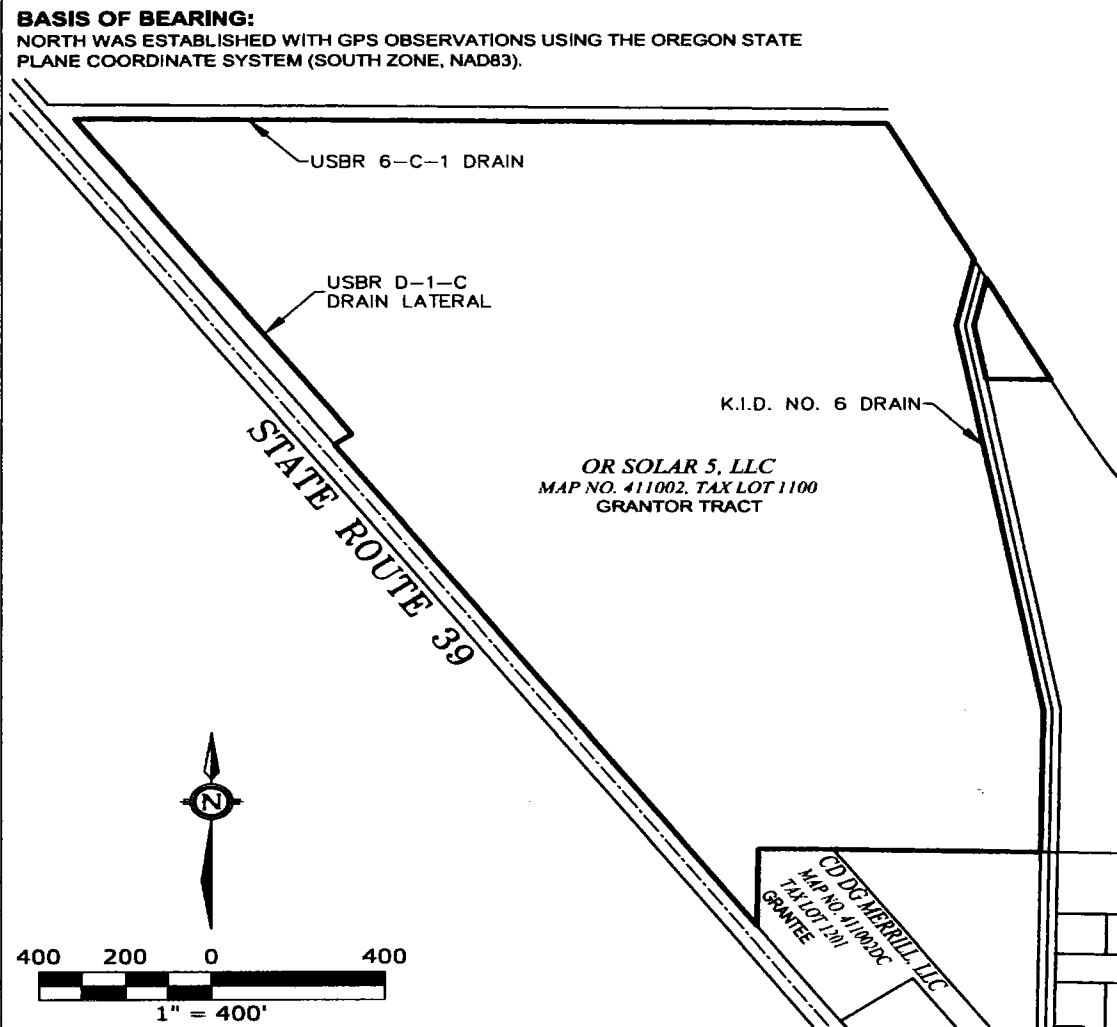 BASIS OF BEARING:
NORTH WAS ESTABLISHED WITH GPS OBSERVATIONS USING THE OREGON STATE
PLANE COORDINATE SYSTEM (SOUTH ZONE, NAD83).
USBR 6-C-1 DRAIN
USBR D-1-C
DRAIN LATERAL
K.I.D. NO. 6 DRAIN
OR SOLAR 5, LLC
MAP NO. 411002, TAX LOT 1100
GRANTOR TRACT
STATE ROUTE 39
N
CD DG MERRILL, LLC
MAP NO. 411002DC
TAX LOT 1201
GRANTEE
400 200 0 400
1" = 400'